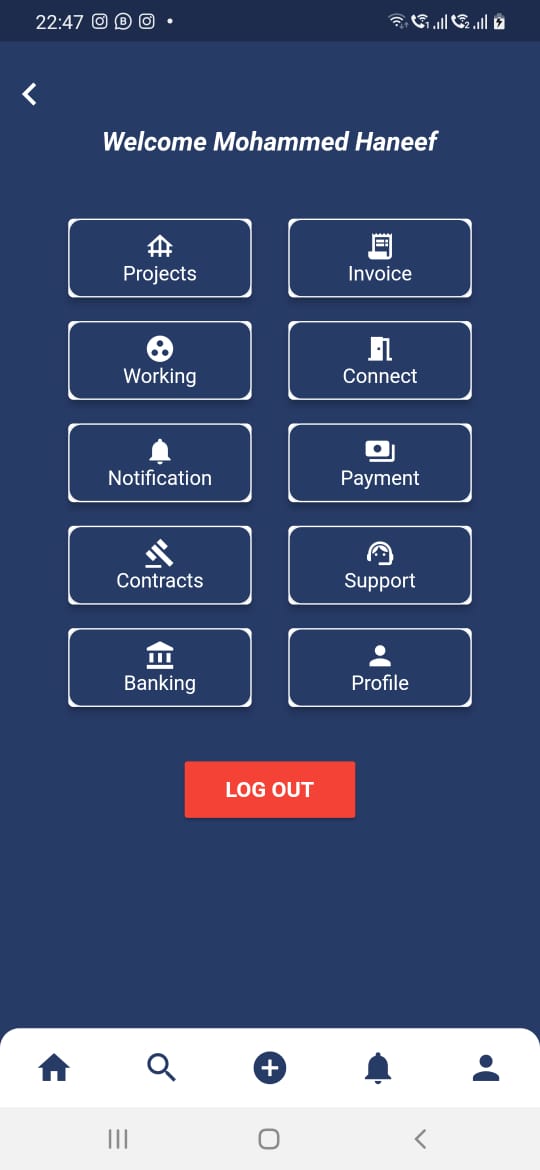 22:47
Welcome Mohammed Haneef
Projects
Invoice
Working
Connect
Notification
Payment
Contracts
Support
Banking
Profile
LOG OUT